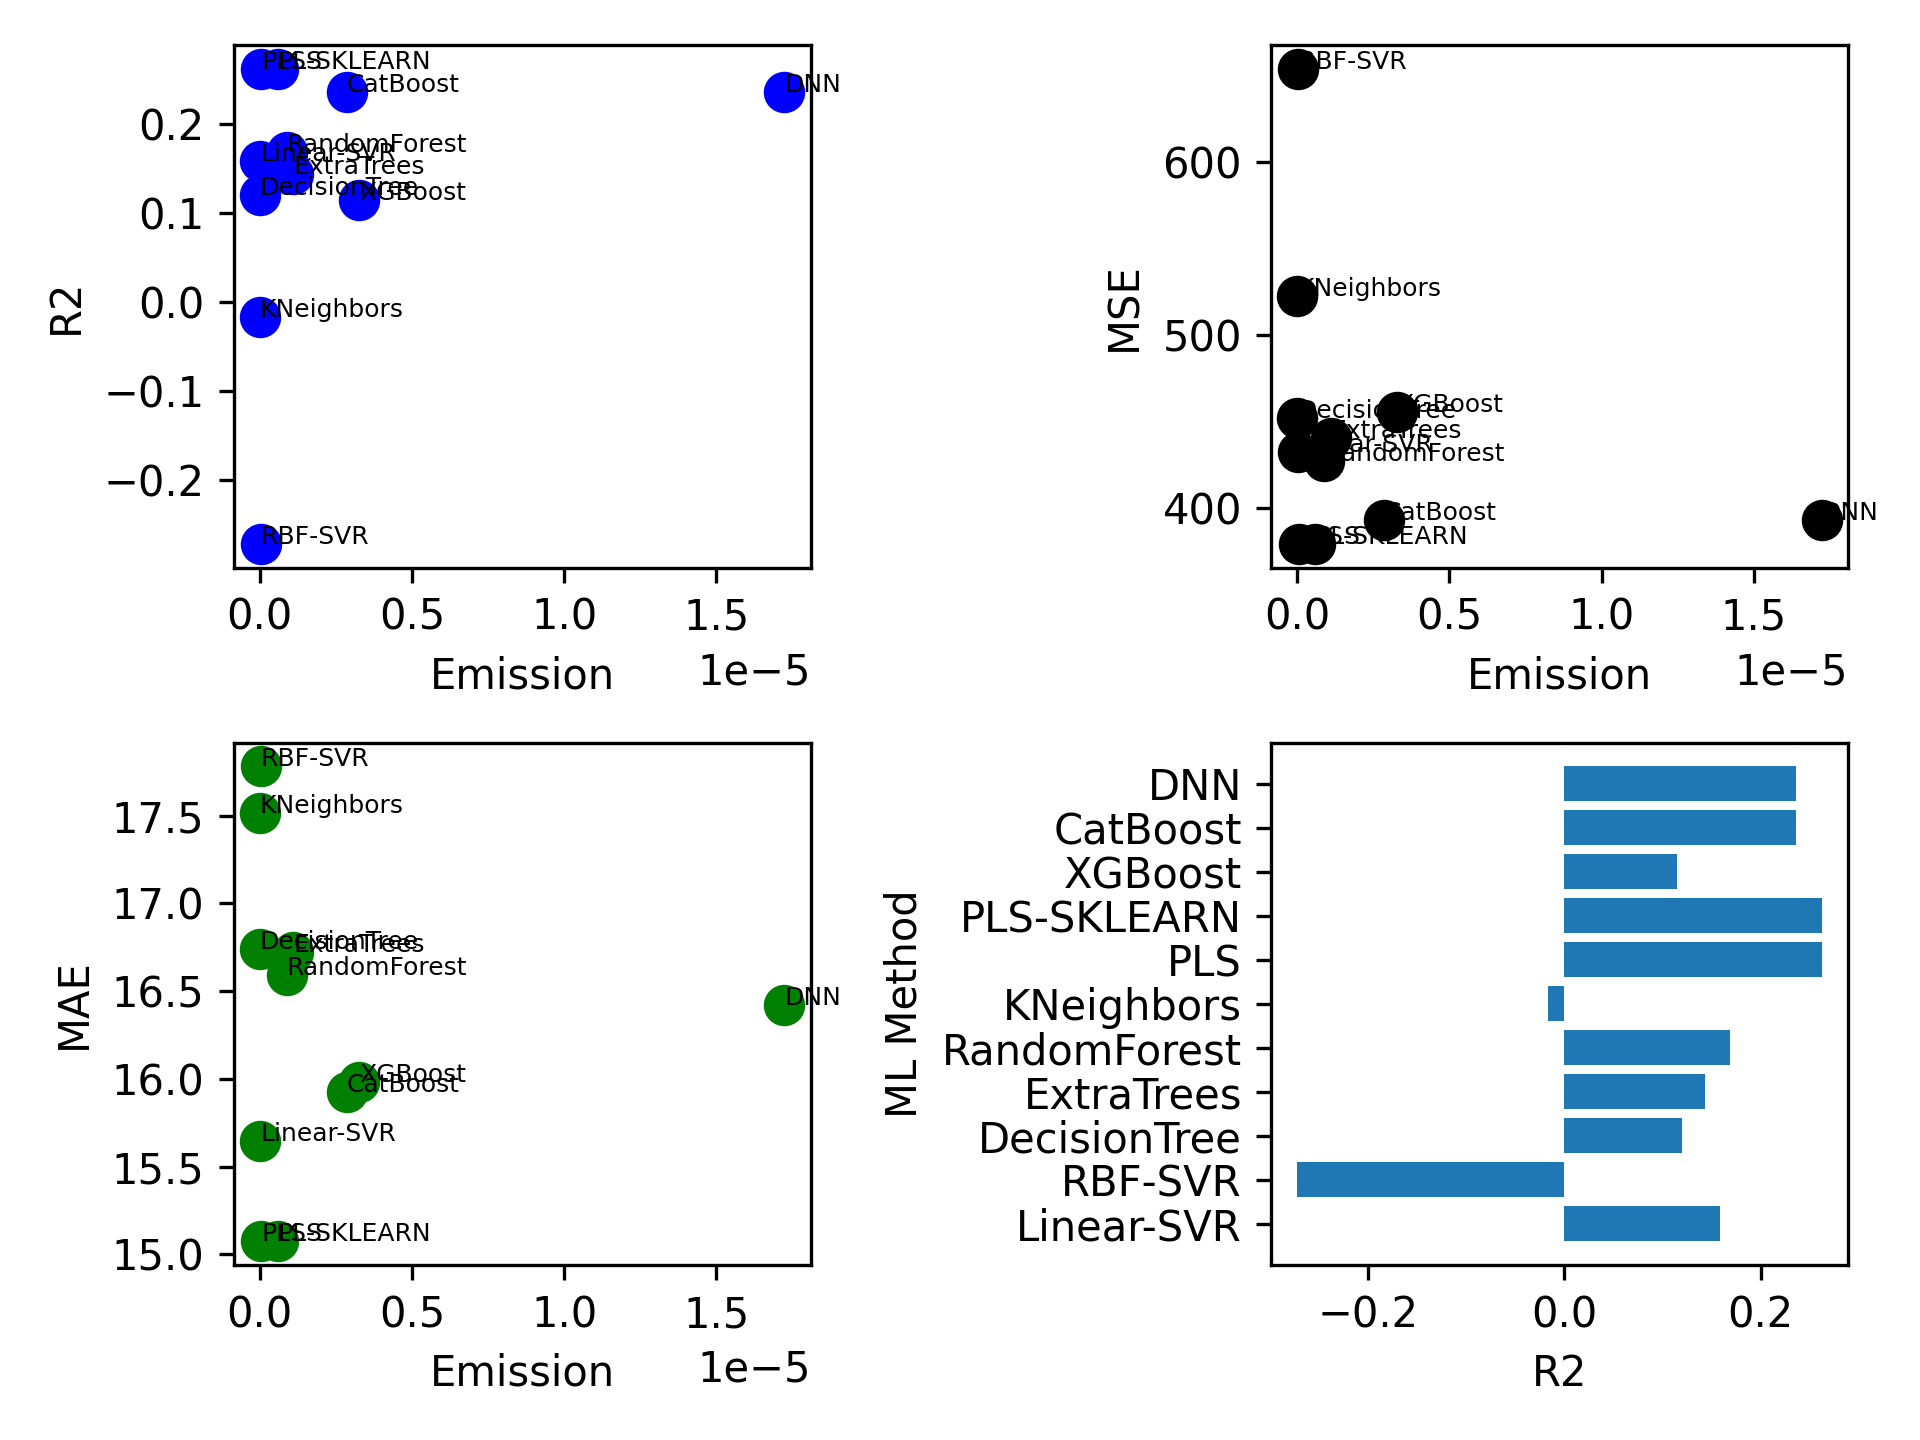 R2
0.2
0.1
0.0
−0.1
−0.2
PLS
PLS-SKLEARN
CatBoost
DNN
RandomForest
Linear-SVR
ExtraTrees
DecisionTree
XGBoost
KNeighbors
RBF-SVR
0.0 0.5 1.0 1.5
1e−5
Emission
MSE
600
500
400
RBF-SVR
KNeighbors
XGBoost
DecisionTree
ExtraTrees
Linear-SVR
RandomForest
CatBoost
DNN
PLS
PLS-SKLEARN
0.0 0.5 1.0 1.5
1e−5
Emission
MAE
17.5
17.0
16.5
16.0
15.5
15.0
RBF-SVR
KNeighbors
DecisionTree
ExtraTrees
RandomForest
DNN
XGBoost
CatBoost
Linear-SVR
PLS
PLS-SKLEARN
0.0 0.5 1.0 1.5
1e−5
Emission
ML Method
DNN
CatBoost
XGBoost
PLS-SKLEARN
PLS
KNeighbors
RandomForest
ExtraTrees
DecisionTree
RBF-SVR
Linear-SVR
−0.2 0.0 0.2
R2